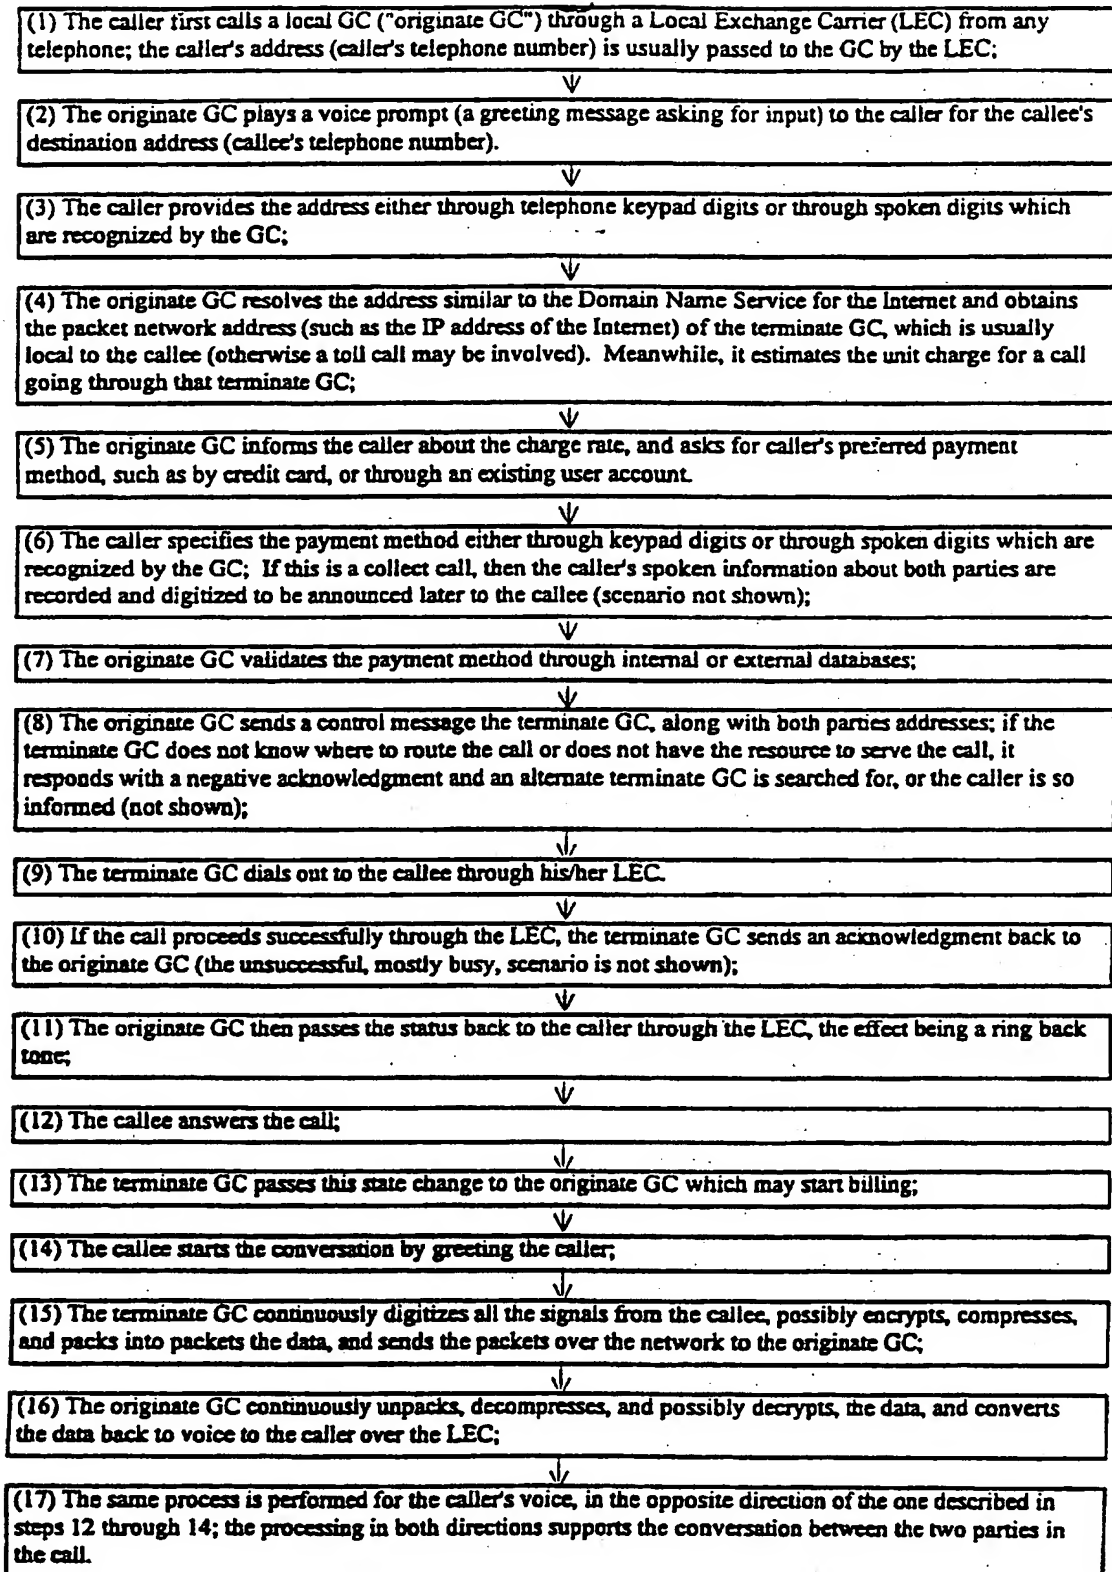 (1) The caller first calls a local GC ("originate GC") through a Local Exchange Carrier (LEC) from any
telephone; the caller's address (caller's telephone number) is usually passed to the GC by the LEC;
(2) The originate GC plays a voice prompt (a greeting message asking for input) to the caller for the callee's
destination address (callee's telephone number).
(3) The caller provides the address either through telephone keypad digits or through spoken digits which
are recognized by the GC;
(4) The originate GC resolves the address similar to the Domain Name Service for the Internet and obtains
the packet network address (such as the IP address of the Internet) of the terminate GC, which is usually
local to the callee (otherwise a toll call may be involved). Meanwhile, it estimates the unit charge for a call
going through that terminate GC;
(5) The originate GC informs the caller about the charge rate, and asks for caller's preferred payment
method, such as by credit card, or through an existing user account.
(6) The caller specifies the payment method either through keypad digits or through spoken digits which are
recognized by the GC; If this is a collect call, then the caller's spoken information about both parties are
recorded and digitized to be announced later to the callee (scenario not shown);
(7) The originate GC validates the payment method through internal or external databases;
(8) The originate GC sends a control message the terminate GC, along with both parties addresses; if the
terminate GC does not know where to route the call or does not have the resource to serve the call, it
responds with a negative acknowledgment and an alternate terminate GC is searched for, or the caller is so
informed (not shown);
(9) The terminate GC dials out to the callee through his/her LEC.
(10) If the call proceeds successfully through the LEC, the terminate GC sends an acknowledgment back to
the originate GC (the unsuccessful, mostly busy, scenario is not shown);
(11) The originate GC then passes the status back to the caller through the LEC, the effect being a ring back
tone;
(12) The callee answers the call;
(13) The terminate GC passes this state change to the originate GC which may start billing;
(14) The callee starts the conversation by greeting the caller;
(15) The terminate GC continuously digitizes all the signals from the callee, possibly encrypts, compresses,
and packs into packets the data, and sends the packets over the network to the originate GC;
(16) The originate GC continuously unpacks, decompresses, and possibly decrypts, the data, and converts
the data back to voice to the caller over the LEC;
(17) The same process is performed for the caller's voice, in the opposite direction of the one described in
steps 12 through 14; the processing in both directions supports the conversation between the two parties in
the call.